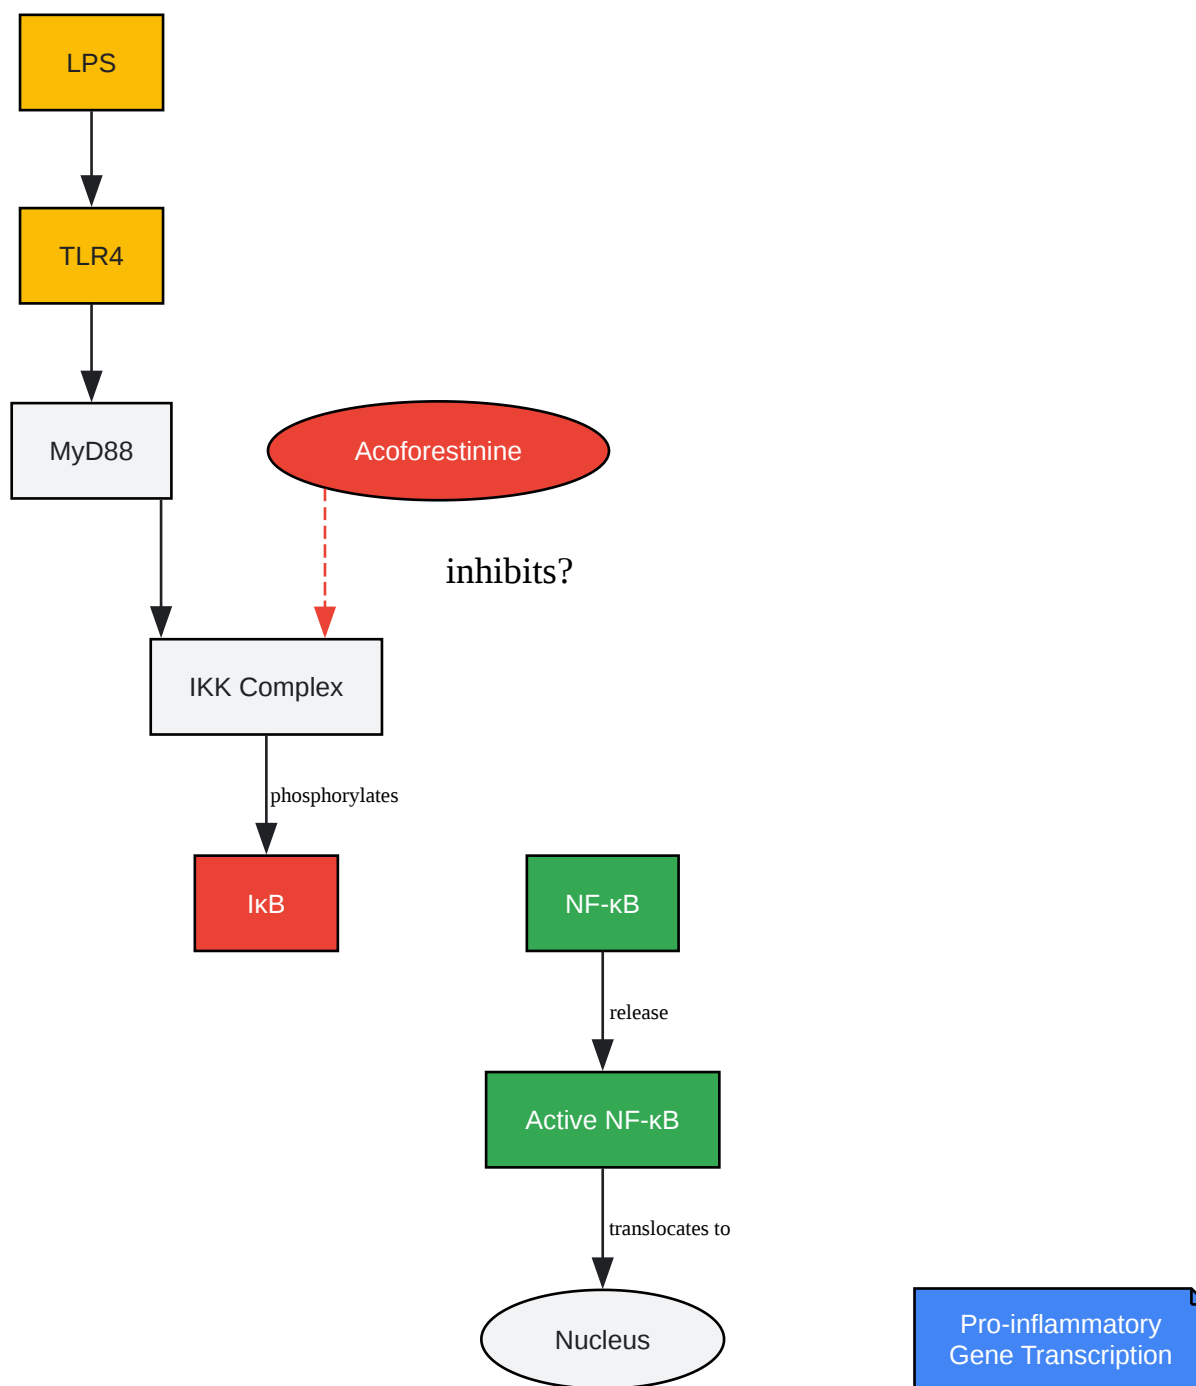 LPS
TLR4
MyD88
Acoforestinine
inhibits?
IKK Complex
phosphorylates
IκB
NF-κB
release
Active NF-κB
translocates to
Nucleus
Pro-inflammatory
Gene Transcription